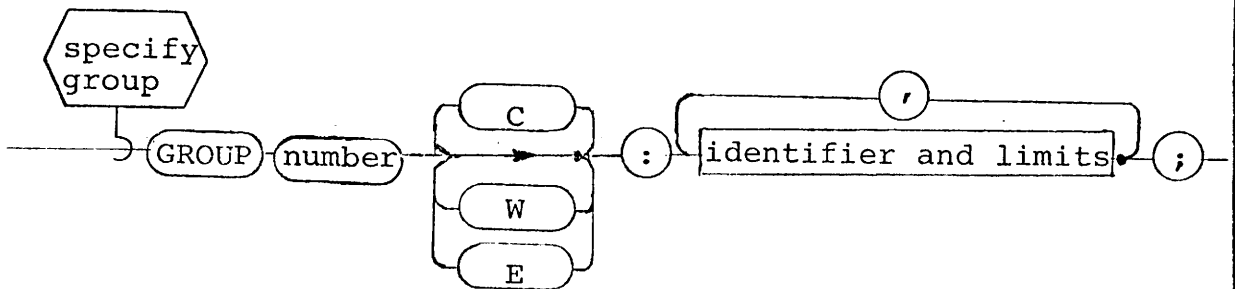 specify
group
,
C
GROUP number : identifier and limits ;
W
E